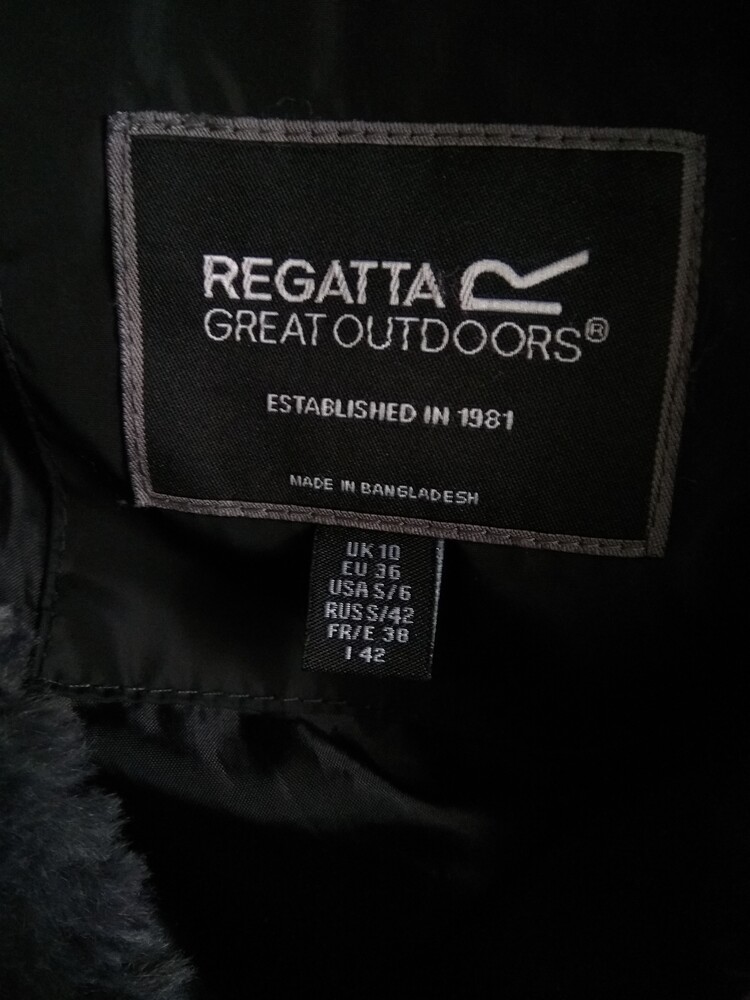 REGATTA
GREAT OUTDOORS®
ESTABLISHED IN 1981
MADE IN BANGLADESH
UK 10
EU 36
USA S/6
RUS S/42
FR/E 38
I 42